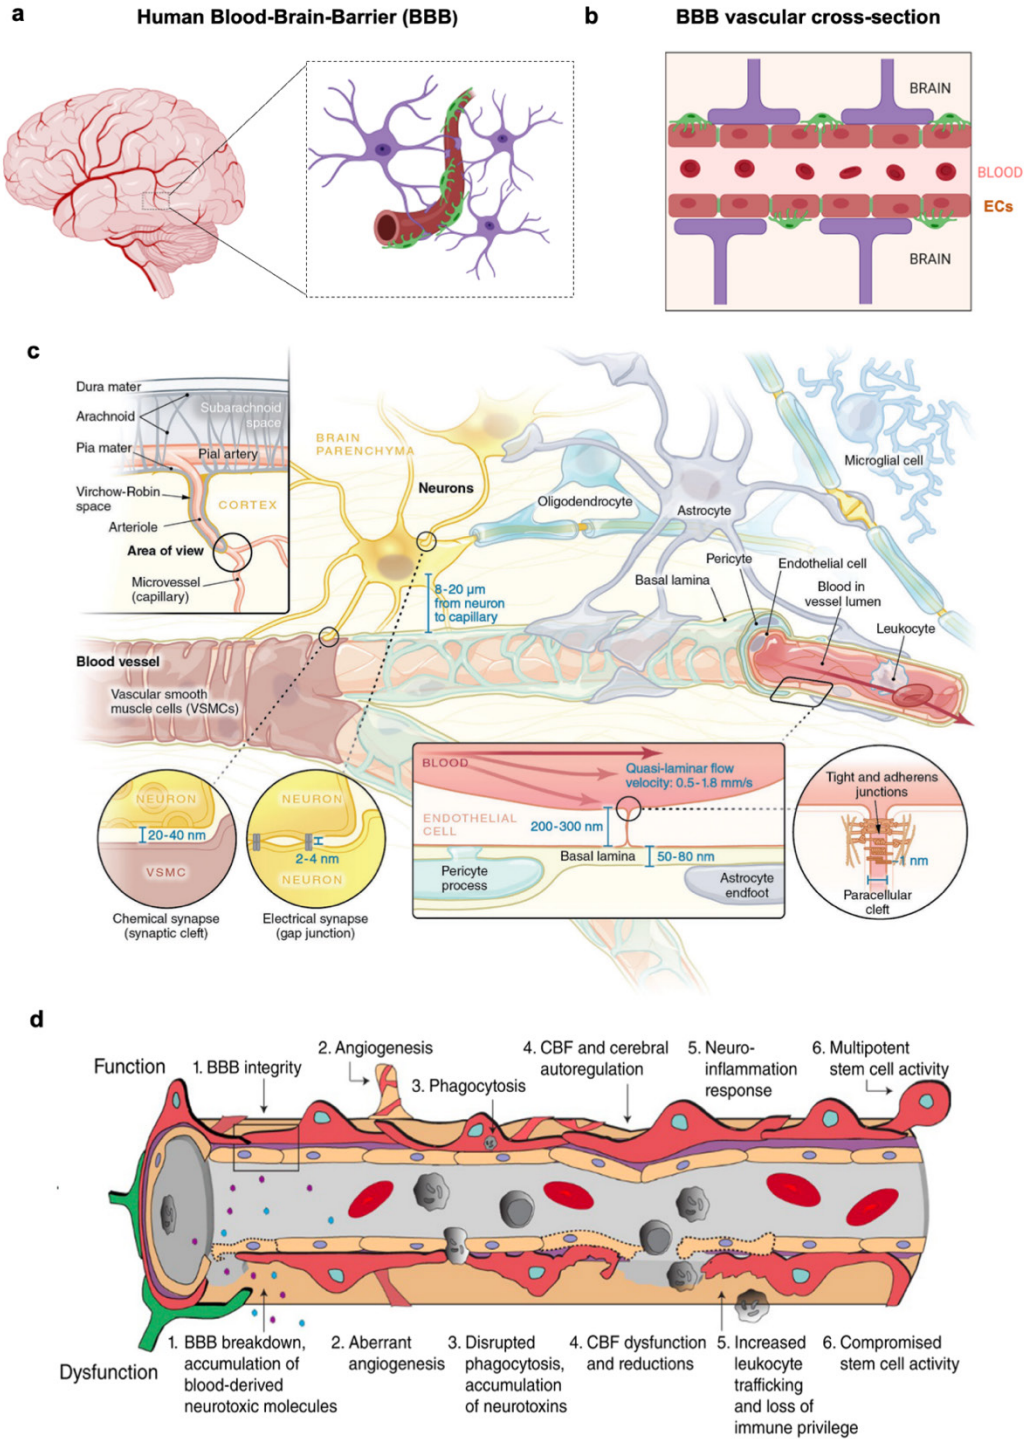 a
Human Blood-Brain-Barrier (BBB)
b
BBB vascular cross-section
BRAIN
BLOOD
ECs
BRAIN
c
Dura mater
Arachnoid
Subarachnoid
space
Pia mater
Pial artery
Virchow-Robin
space
CORTEX
Arteriole
Area of view
Microvessel
(capillary)
BRAIN
PARENCHYMA
Neurons
Oligodendrocyte
Astrocyte
Microglial cell
8-20 µm
from neuron
to capillary
Basal lamina
Pericyte
Endothelial cell
Blood in
vessel lumen
Leukocyte
Blood vessel
Vascular smooth
muscle cells (VSMCs)
NEURON
20-40 nm
VSMC
Chemical synapse
(synaptic cleft)
NEURON
2-4 nm
NEURON
Electrical synapse
(gap junction)
BLOOD
Quasi-laminar flow
velocity: 0.5-1.8 mm/s
ENDOTHELIAL
CELL
200-300 nm
Basal lamina
50-80 nm
Pericyte
process
Astrocyte
endfoot
Tight and adherens
junctions
1 nm
Paracellular
cleft
d
Function
1. BBB integrity
2. Angiogenesis
3. Phagocytosis
4. CBF and cerebral
autoregulation
5. Neuro-
inflammation
response
6. Multipotent
stem cell activity
Dysfunction
1. BBB breakdown,
accumulation of
blood-derived
neurotoxic molecules
2. Aberrant
angiogenesis
3. Disrupted
phagocytosis,
accumulation
of neurotoxins
4. CBF dysfunction
and reductions
5. Increased
leukocyte
trafficking
and loss of
immune privilege
6. Compromised
stem cell activity